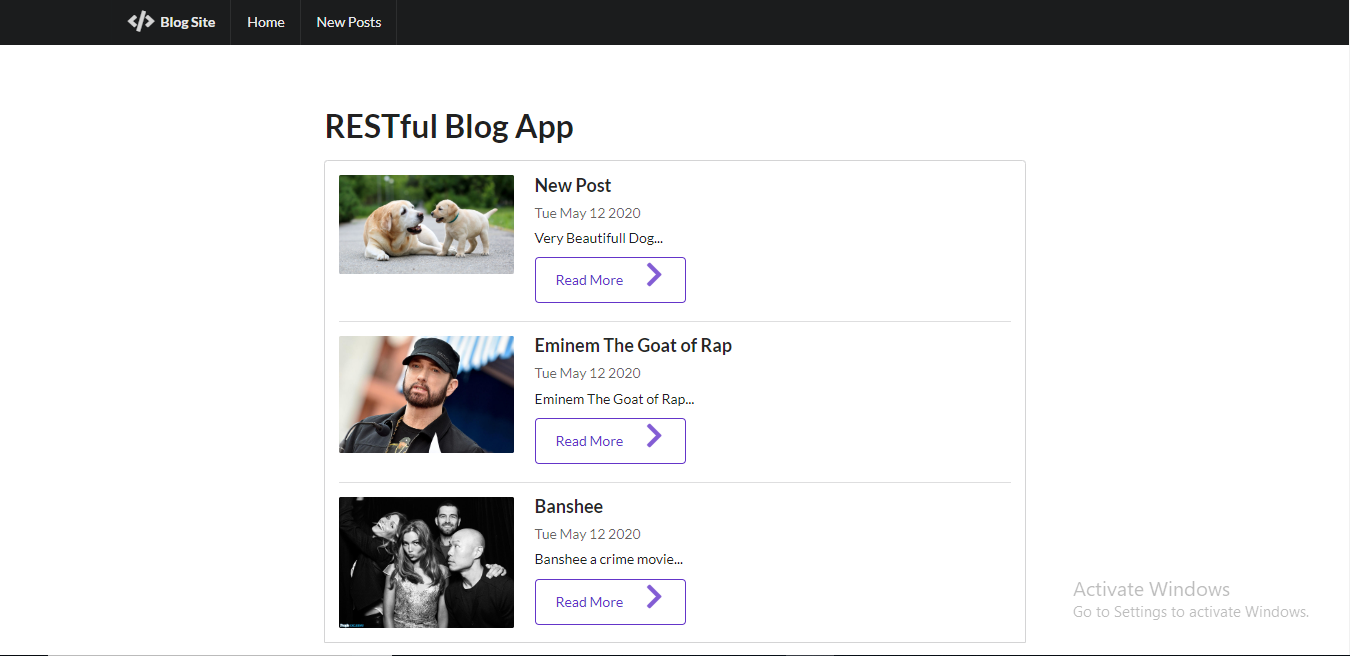 Blog Site Home New Posts
RESTful Blog App
New Post
Tue May 12 2020
Very Beautifull Dog...
Read More
Eminem The Goat of Rap
Tue May 12 2020
Eminem The Goat of Rap...
Read More
Banshee
Tue May 12 2020
Banshee a crime movie...
Read More
Activate Windows
Go to Settings to activate Windows.